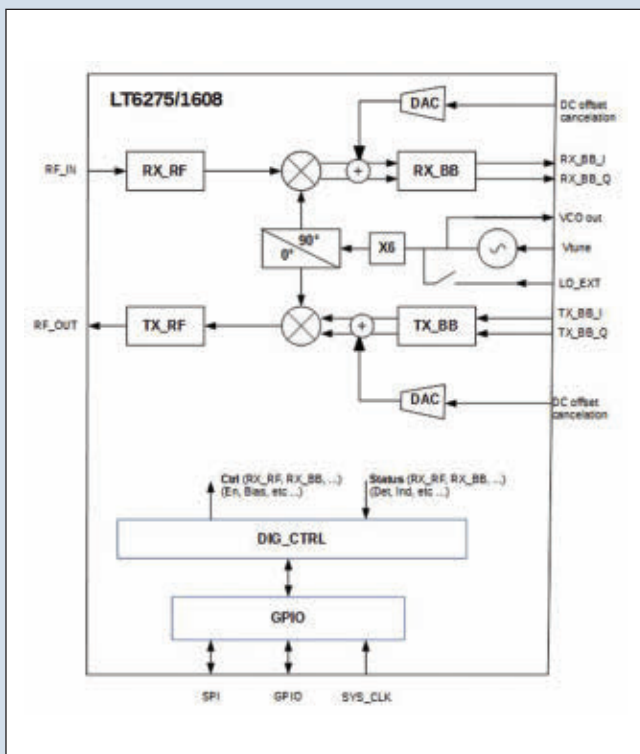 LT6275/1608
DAC
DC offset
cancelation
RF_IN
RX_RF
+
RX_BB
RX_BB_I
RX_BB_Q
VCO out
90°
0°
X6
Vtune
LO_EXT
RF_OUT
TX_RF
+
TX_BB
TX_BB_I
TX_BB_Q
DAC
DC offset
cancelation
Ctrl (RX_RF, RX_BB, ...)
(En, Bias, etc ...)
Status (RX_RF, RX_BB, ...)
(Det, Ind, etc ...)
DIG_CTRL
GPIO
SPI
GPIO
SYS_CLK